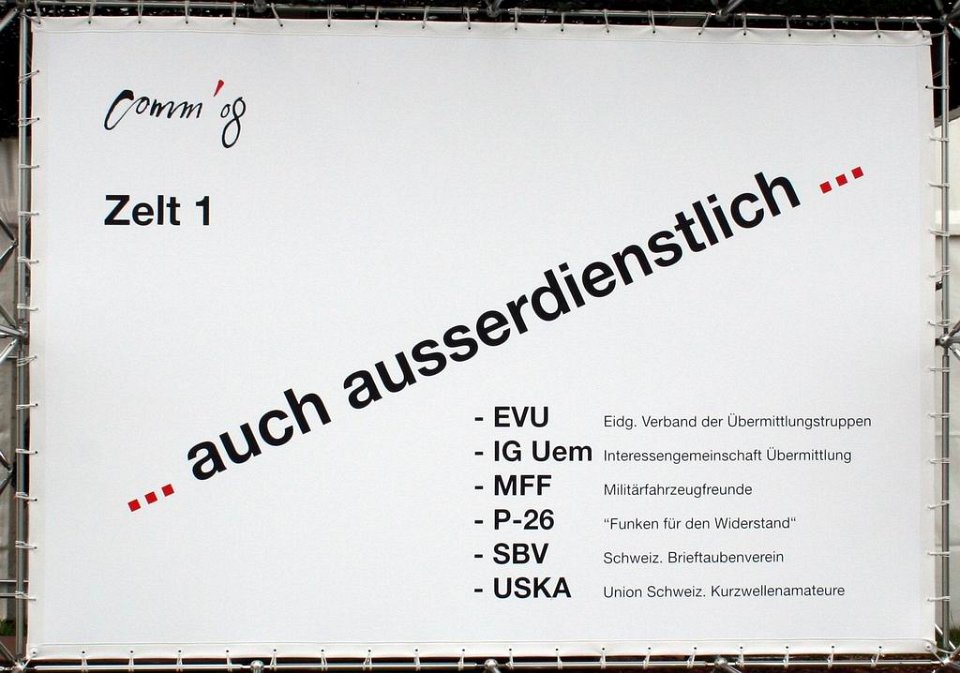 Comm '08
Zelt 1
... auch ausserdienstlich ...
- EVU Eidg. Verband der Übermittlungstruppen
- IG Uem Interessengemeinschaft Übermittlung
- MFF Militärfahrzeugfreunde
- P-26 “Funken für den Widerstand“
- SBV Schweiz. Brieftaubenverein
- USKA Union Schweiz. Kurzwellenamateure